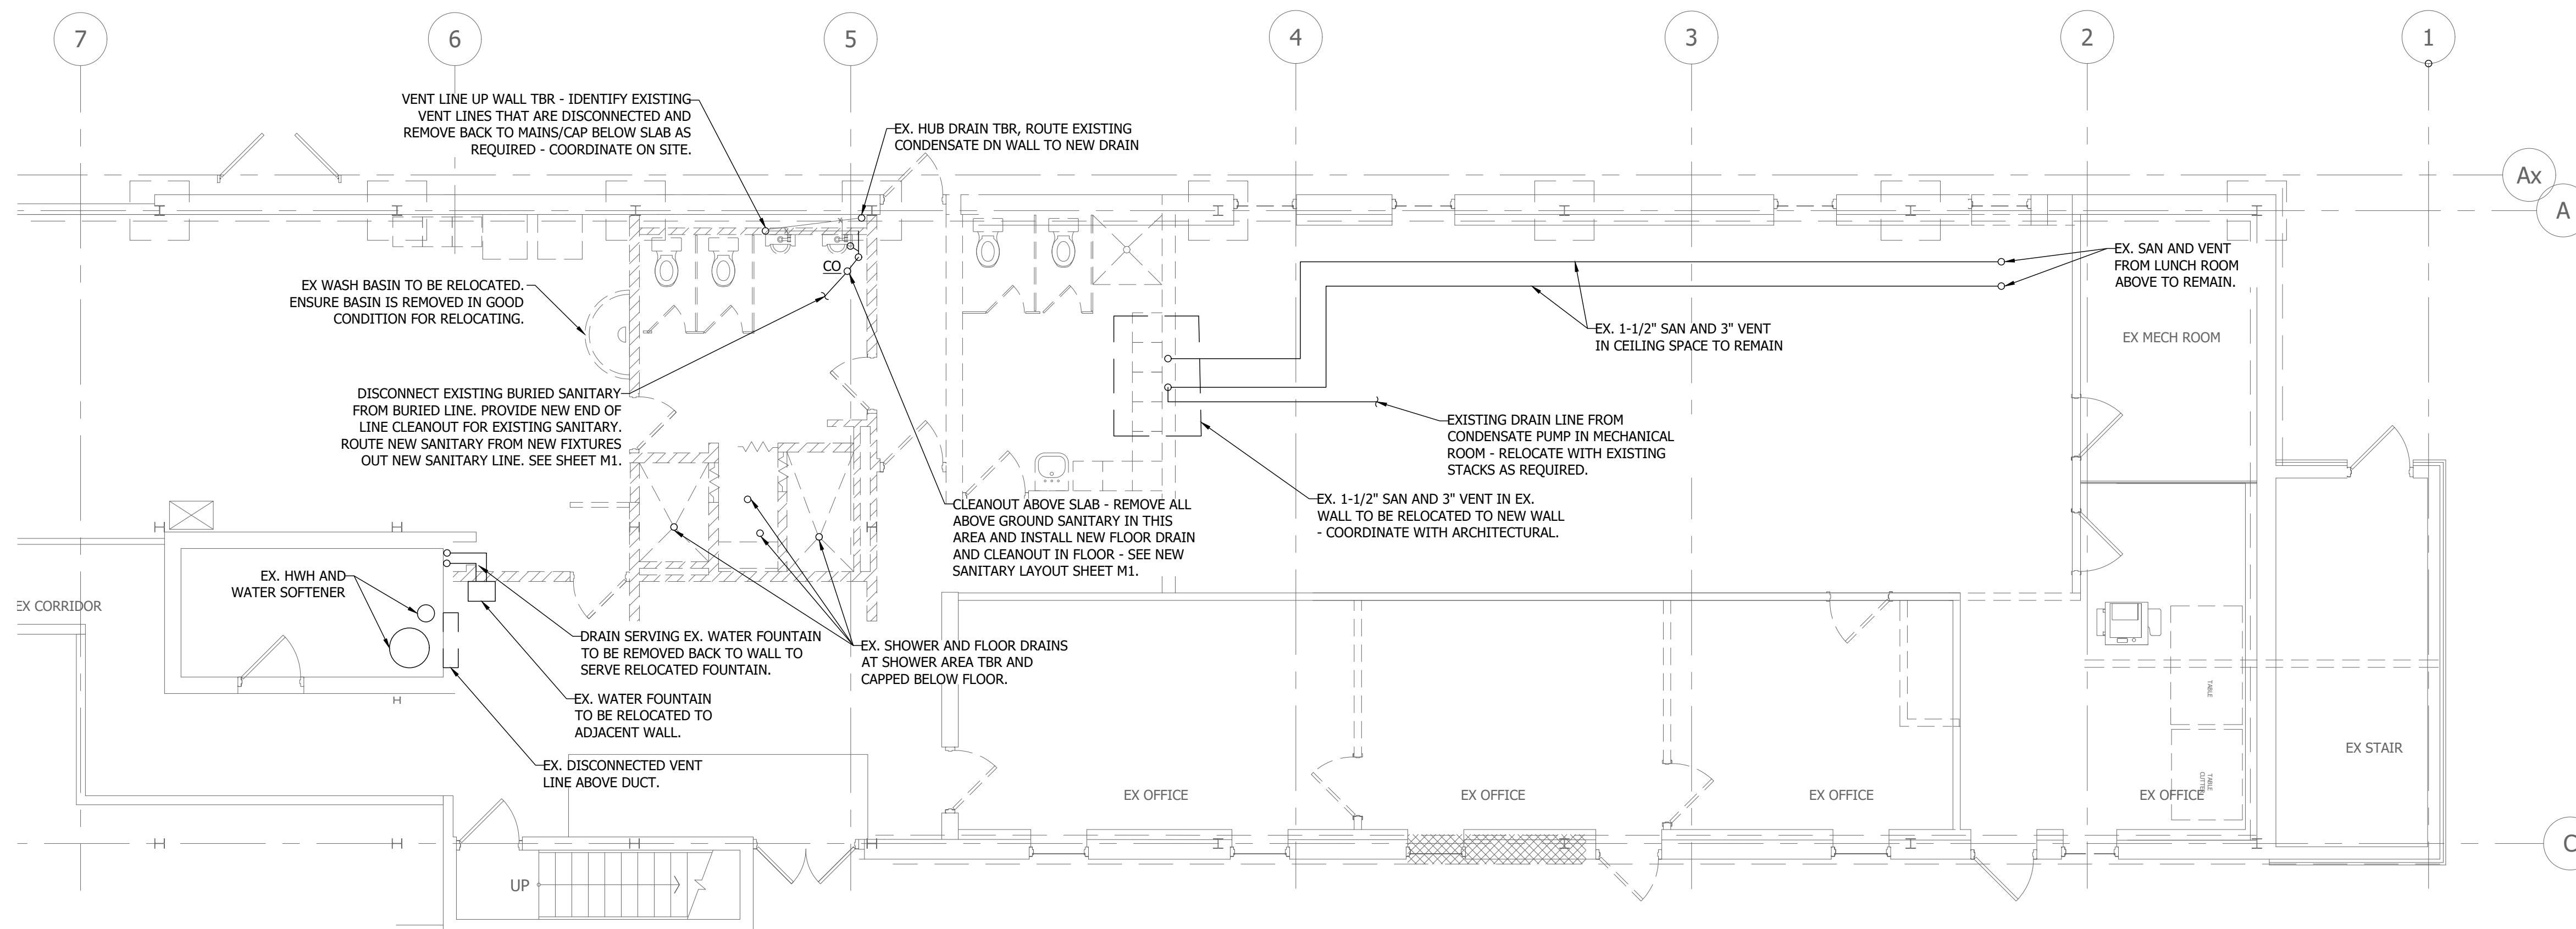 7
6
5
4
3
2
1
Ax
A
C
VENT LINE UP WALL TBR - IDENTIFY EXISTING
VENT LINES THAT ARE DISCONNECTED AND
REMOVE BACK TO MAINS/CAP BELOW SLAB AS
REQUIRED - COORDINATE ON SITE.
EX. HUB DRAIN TBR, ROUTE EXISTING
CONDENSATE DN WALL TO NEW DRAIN
EX WASH BASIN TO BE RELOCATED.
ENSURE BASIN IS REMOVED IN GOOD
CONDITION FOR RELOCATING.
CO
EX. SAN AND VENT
FROM LUNCH ROOM
ABOVE TO REMAIN.
EX. 1-1/2" SAN AND 3" VENT
IN CEILING SPACE TO REMAIN
EX MECH ROOM
DISCONNECT EXISTING BURIED SANITARY
FROM BURIED LINE. PROVIDE NEW END OF
LINE CLEANOUT FOR EXISTING SANITARY.
ROUTE NEW SANITARY FROM NEW FIXTURES
OUT NEW SANITARY LINE. SEE SHEET M1.
EXISTING DRAIN LINE FROM
CONDENSATE PUMP IN MECHANICAL
ROOM - RELOCATE WITH EXISTING
STACKS AS REQUIRED.
CLEANOUT ABOVE SLAB - REMOVE ALL
ABOVE GROUND SANITARY IN THIS
AREA AND INSTALL NEW FLOOR DRAIN
AND CLEANOUT IN FLOOR - SEE NEW
SANITARY LAYOUT SHEET M1.
EX. 1-1/2" SAN AND 3" VENT IN EX.
WALL TO BE RELOCATED TO NEW WALL
- COORDINATE WITH ARCHITECTURAL.
EX. HWH AND
WATER SOFTENER
EX CORRIDOR
DRAIN SERVING EX. WATER FOUNTAIN
TO BE REMOVED BACK TO WALL TO
SERVE RELOCATED FOUNTAIN.
EX. SHOWER AND FLOOR DRAINS
AT SHOWER AREA TBR AND
CAPPED BELOW FLOOR.
EX. WATER FOUNTAIN
TO BE RELOCATED TO
ADJACENT WALL.
EX. DISCONNECTED VENT
LINE ABOVE DUCT.
TABLE
EX STAIR
EX OFFICE
EX OFFICE
EX OFFICE
EX OFFICE
TABLE
CUTTER
UP